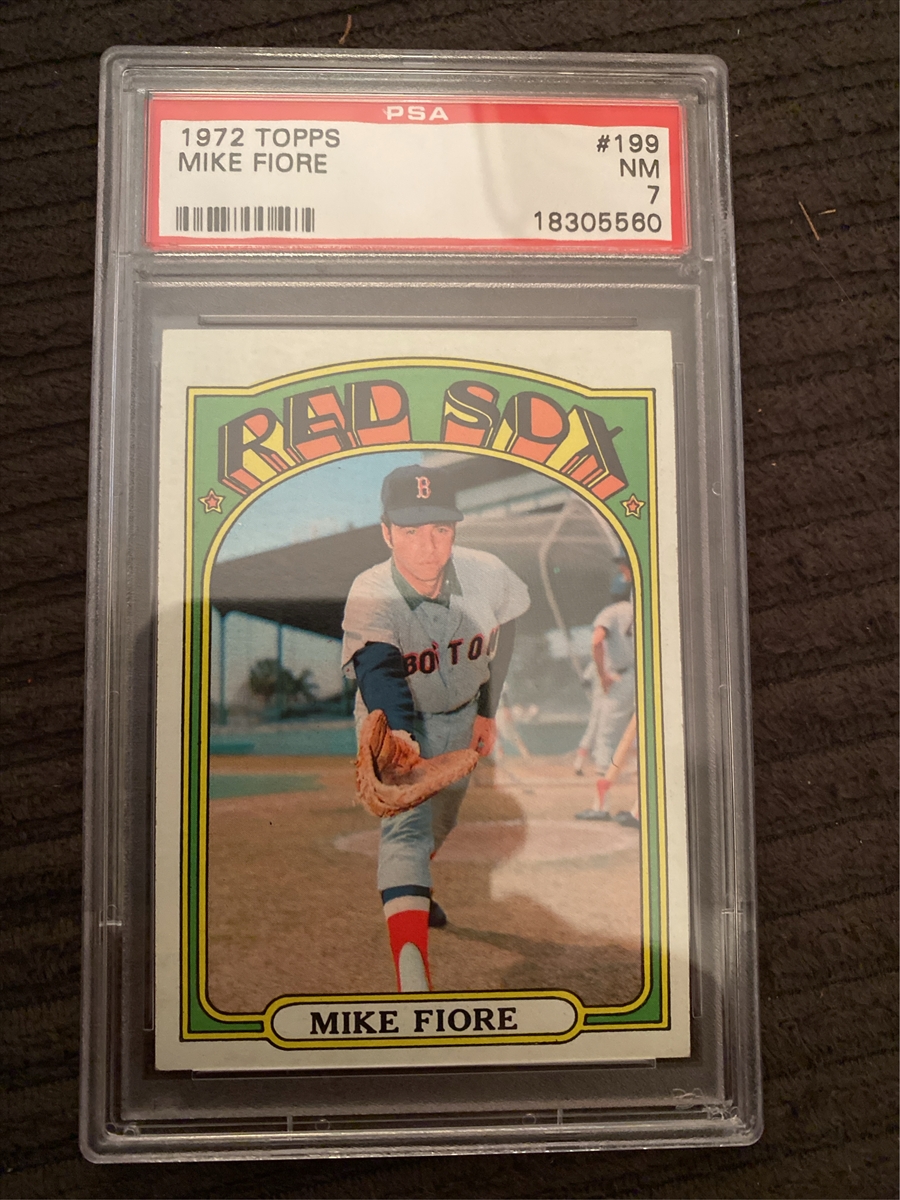 PSA
1972 TOPPS #199
MIKE FIORE NM
7
18305560
RED SOX
B
BOSTON
MIKE FIORE